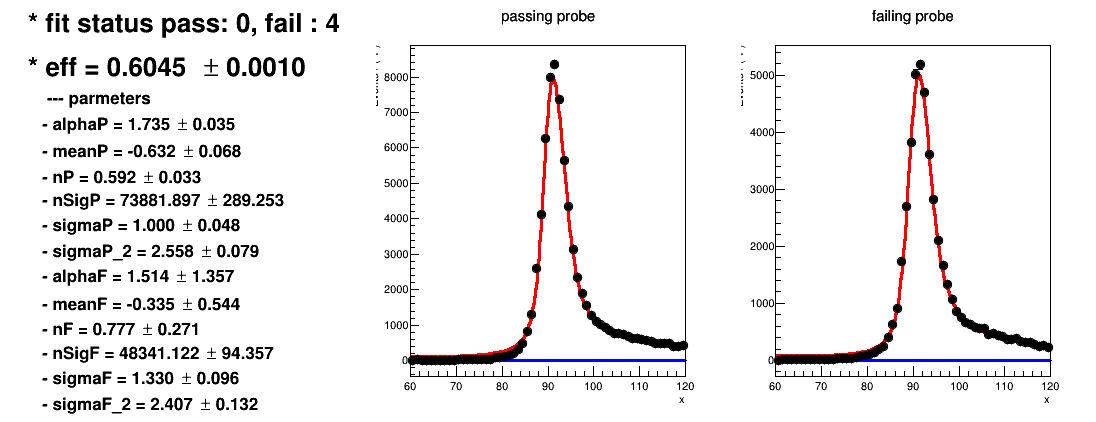 * fit status pass: 0, fail : 4
* eff = 0.6045 ± 0.0010
--- parmeters
- alphaP = 1.735 ± 0.035
- meanP = -0.632 ± 0.068
- nP = 0.592 ± 0.033
- nSigP = 73881.897 ± 289.253
- sigmaP = 1.000 ± 0.048
- sigmaP_2 = 2.558 ± 0.079
- alphaF = 1.514 ± 1.357
- meanF = -0.335 ± 0.544
- nF = 0.777 ± 0.271
- nSigF = 48341.122 ± 94.357
- sigmaF = 1.330 ± 0.096
- sigmaF_2 = 2.407 ± 0.132
passing probe
8000
7000
6000
5000
4000
3000
2000
1000
0
60 70 80 90 100 110 120
x
failing probe
5000
4000
3000
2000
1000
0
60 70 80 90 100 110 120
x